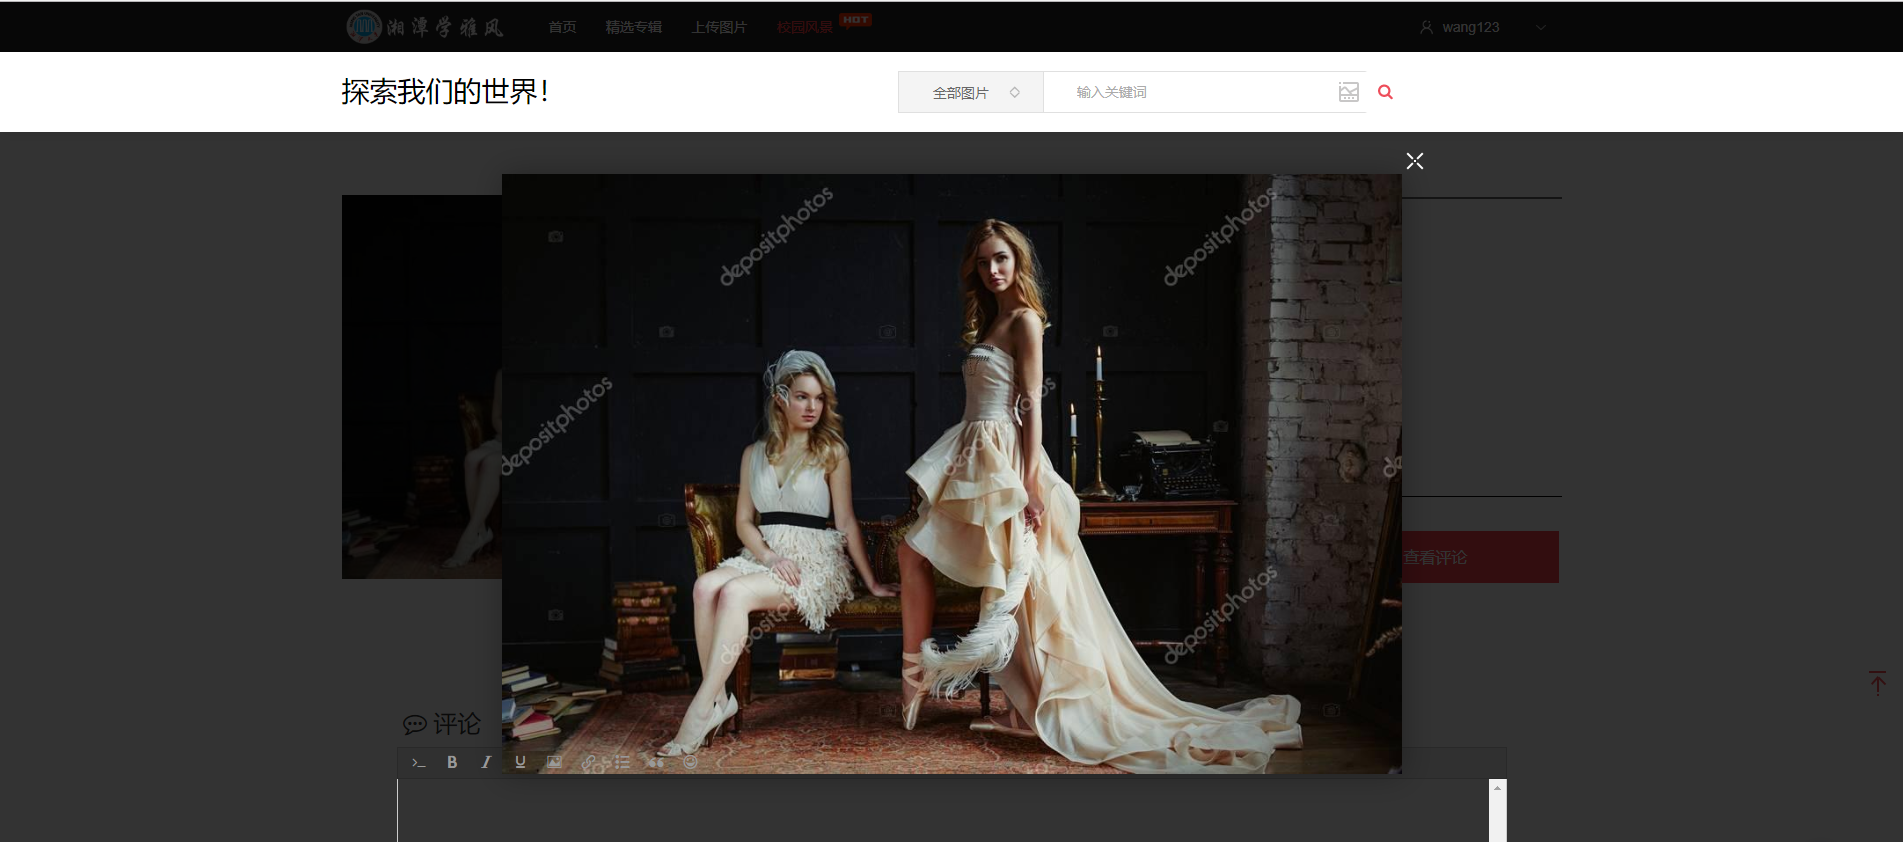 湘潭学雅风
首页
精选专辑
上传图片
校园风景
HOT
wang123
探索我们的世界!
全部图片
输入关键词
depositphotos
depositphotos
depositphotos
depositphotos
depositphotos
depositphotos
查看评论
评论
B I U